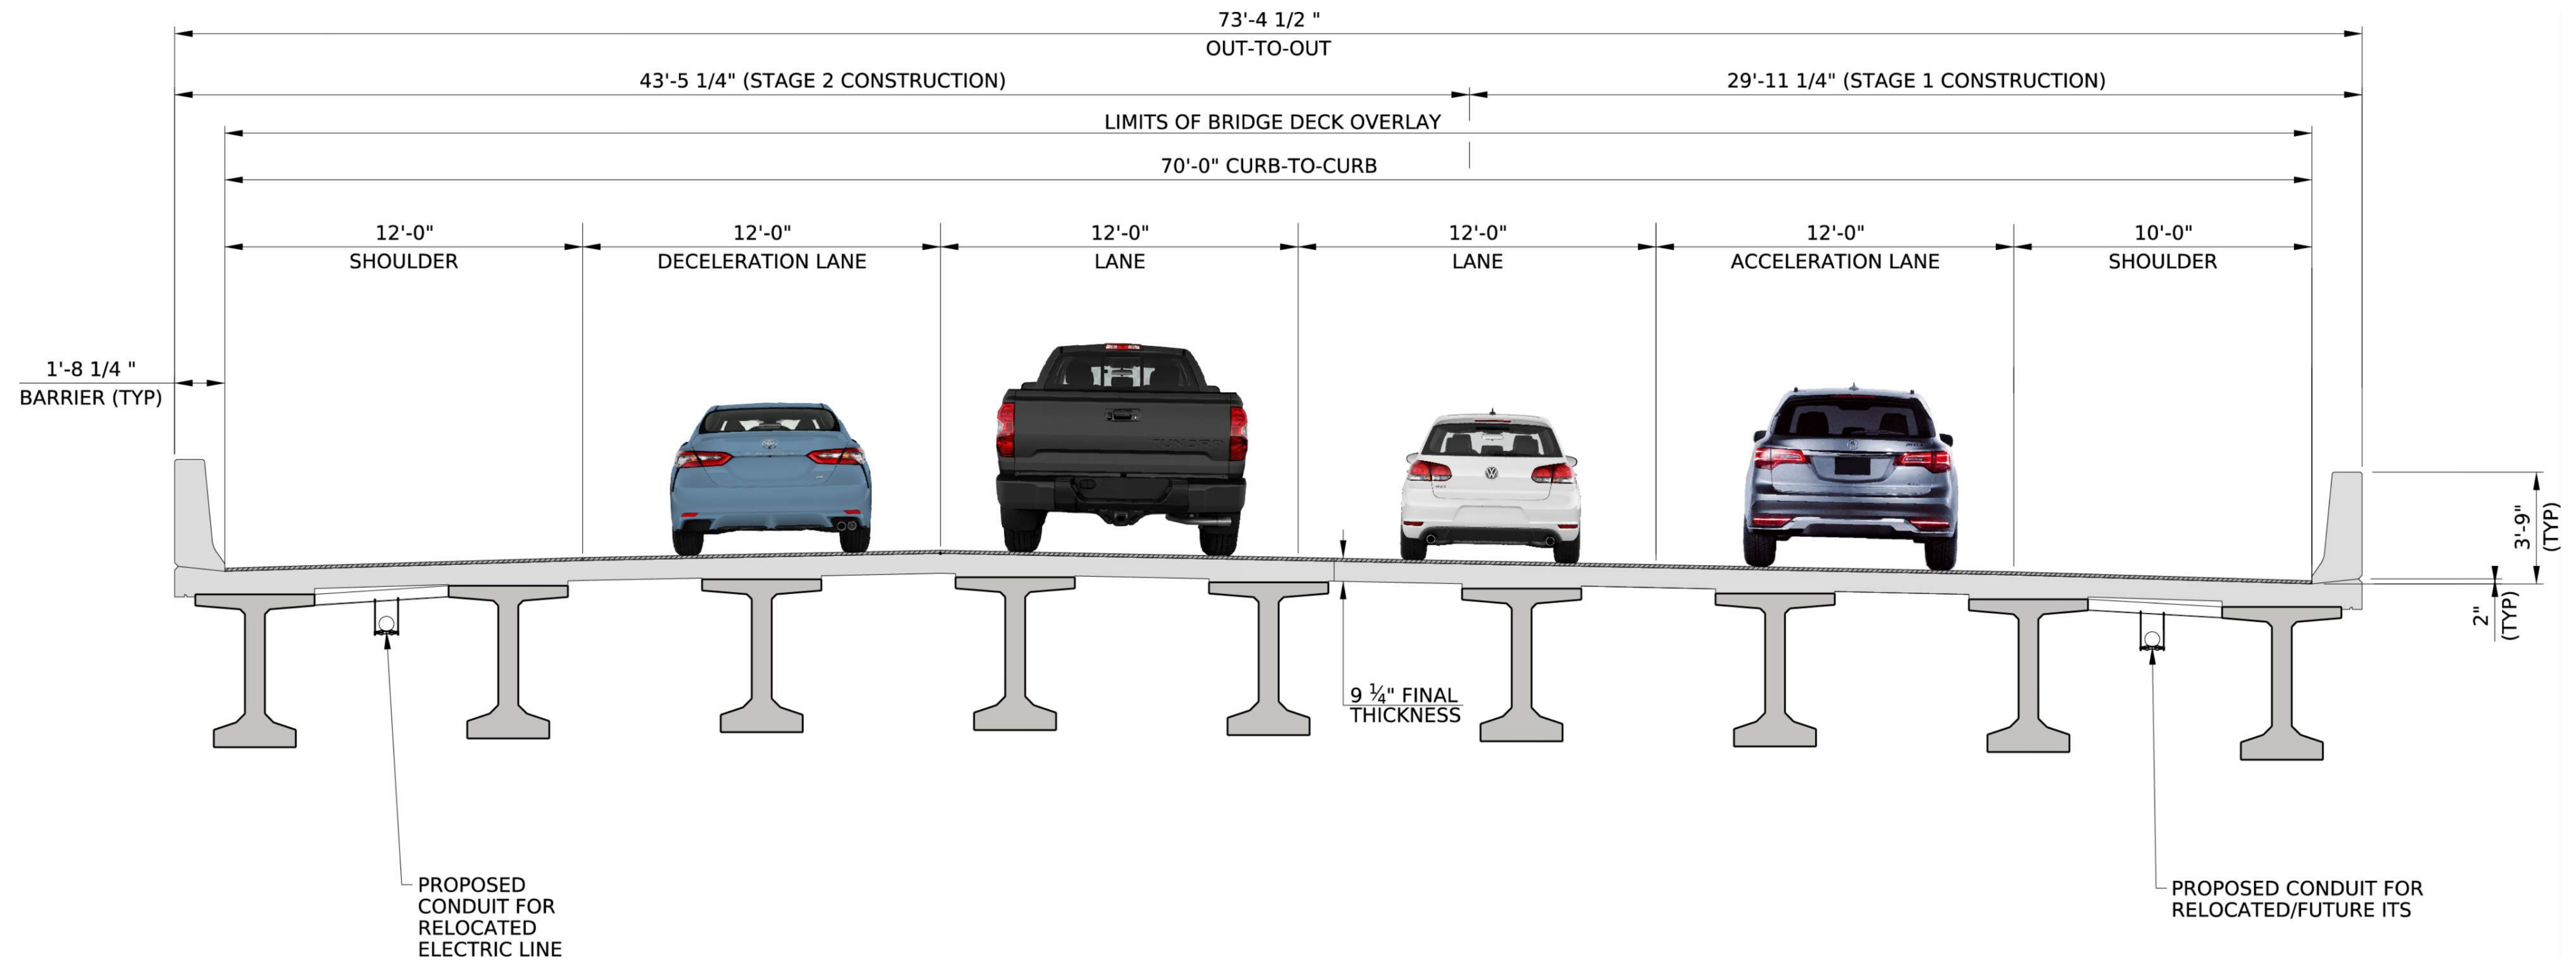 73'-4 1/2 "
OUT-TO-OUT
43'-5 1/4" (STAGE 2 CONSTRUCTION)
29'-11 1/4" (STAGE 1 CONSTRUCTION)
LIMITS OF BRIDGE DECK OVERLAY
70'-0" CURB-TO-CURB
12'-0"
SHOULDER
12'-0"
DECELERATION LANE
12'-0"
LANE
12'-0"
LANE
12'-0"
ACCELERATION LANE
10'-0"
SHOULDER
1'-8 1/4 "
BARRIER (TYP)
TUNDRA
3'-9"
(TYP)
2"
(TYP)
9 ¼" FINAL
THICKNESS
PROPOSED
CONDUIT FOR
RELOCATED
ELECTRIC LINE
PROPOSED CONDUIT FOR
RELOCATED/FUTURE ITS